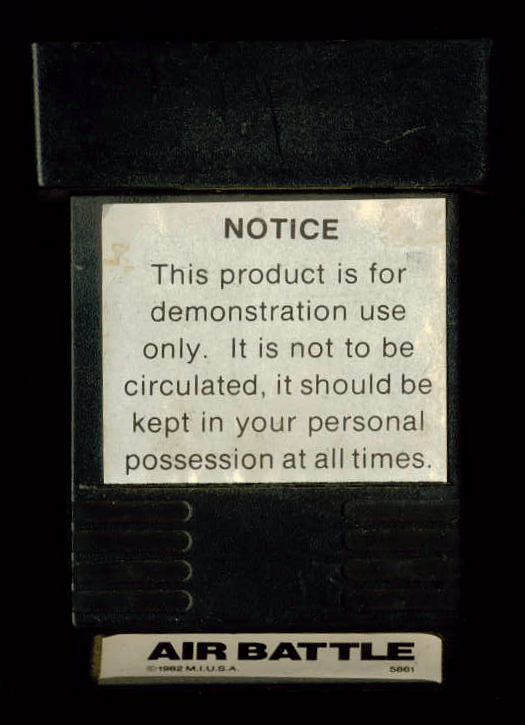 NOTICE
This product is for
demonstration use
only. It is not to be
circulated, it should be
kept in your personal
possession at all times.
AIR BATTLE
©1982 M.I.U.S.A. 5861